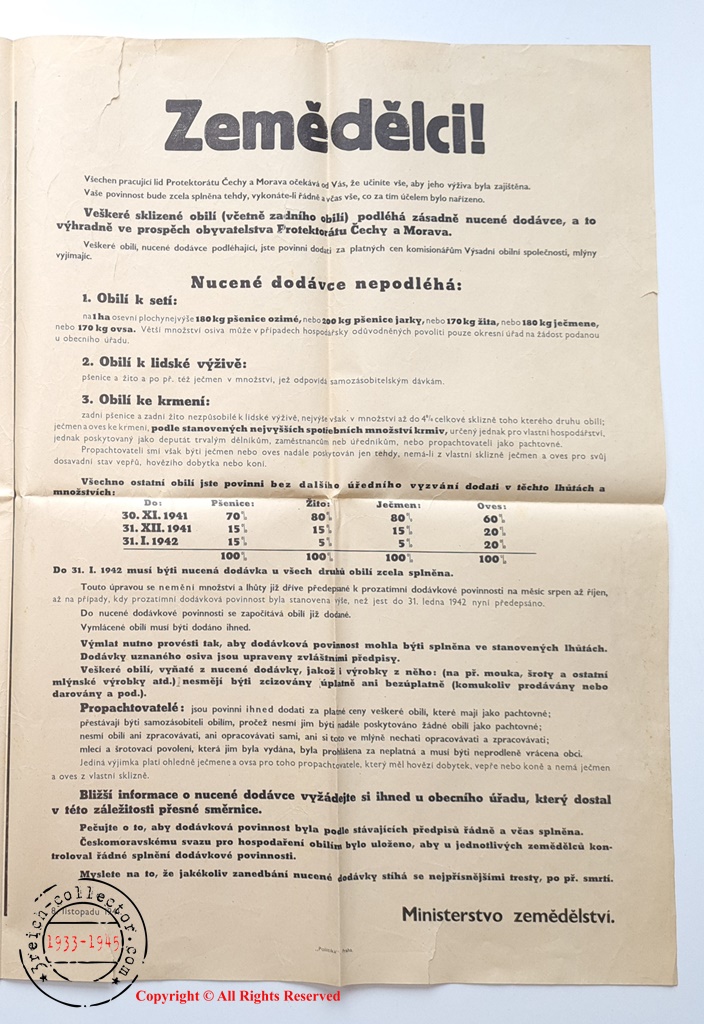 Zemědělci!
Všechen pracující lid Protektorátu Čechy a Morava očekává od Vás, že učiníte vše, aby jeho výživa byla zajištěna.
Vaše povinnost bude zcela splněna tehdy, vykonáte-li řádně a včas vše, co za tím účelem bylo nařízeno.
Veškeré sklizené obilí (včetně zadního obilí) podléhá zásadně nucené dodávce, a to
výhradně ve prospěch obyvatelstva Protektorátu Čechy a Morava.
Veškeré obilí, nucené dodávce podléhající, jste povinni dodati za platných cen komisionářům Výsadní obilní společnosti, mlýny
vyjímajíc.
Nucené dodávce nepodléhá:
1. Obilí k setí:
na 1 ha osevní plochy nejvýše 180 kg pšenice ozimé, nebo 200 kg pšenice jarky, nebo 170 kg žita, nebo 180 kg ječmene,
nebo 170 kg ovsa. Větší množství osiva může v případech hospodářsky odůvodněných povoliti pouze okresní úřad na žádost podanou
u obecního úřadu.
2. Obilí k lidské výživě:
pšenice a žito a po př. též ječmen v množství, jež odpovídá samozásobitelským dávkám.
3. Obilí ke krmení:
zadní pšenice a zadní žito nezpůsobilé k lidské výživě, nejvýše však v množství až do 4% celkové sklizně toho kterého druhu obilí;
ječmen a oves ke krmení, podle stanovených nejvyšších spotřebních množství krmiv, určený jednak pro vlastní hospodářství,
jednak poskytovaný jako deputát trvalým dělníkům, zaměstnancům neb úředníkům, nebo propachtovateli jako pachtovné.
Propachtovateli smí však býti ječmen nebo oves nadále poskytován jen tehdy, nemá-li z vlastní sklizně ječmen a oves pro svůj
dosavadní stav vepřů, hovězího dobytka nebo koní.
Všechno ostatní obilí jste povinni bez dalšího úředního vyzvání dodati v těchto lhůtách a
množstvích:
Do: Pšenice: Žito: Ječmen: Oves:
30. XI. 1941 70% 80% 80% 60%
31. XII. 1941 15% 15% 15% 20%
31. I. 1942 15% 5% 5% 20%
100% 100% 100% 100%
Do 31. I. 1942 musí býti nucená dodávka u všech druhů obilí zcela splněna.
Touto úpravou se nemění množství a lhůty již dříve předepsané k prozatimní dodávkové povinnosti na měsíc srpen až říjen,
až na případy, kdy prozatimní dodávková povinnost byla stanovena výše, než jest do 31. ledna 1942 nyní předepsáno.
Do nucené dodávkové povinnosti se započítává obilí již dodané.
Vymlácené obilí musí býti dodáno ihned.
Výmlat nutno provésti tak, aby dodávková povinnost mohla býti splněna ve stanovených lhůtách.
Dodávky uznaného osiva jsou upraveny zvláštními předpisy.
Veškeré obilí, vyňaté z nucené dodávky, jakož i výrobky z něho: (na př. mouka, šroty a ostatní
mlýnské výrobky atd.) nesmějí býti zcizovány úplatně ani bezúplatně (komukoliv prodávány nebo
darovány a pod.).
Propachtovatelé: jsou povinni ihned dodati za platné ceny veškeré obilí, které mají jako pachtovné;
přestávají býti samozásobiteli obilím, pročež nesmí jim býti nadále poskytováno žádné obilí jako pachtovné;
nesmí obilí ani zpracovávati, ani opracovávati sami, ani si toto ve mlýně nechati opracovati a zpracovávati;
mlecí a šrotovací povolení, která jim byla vydána, byla prohlášena za neplatná a musí býti neprodleně vrácena obci.
Jediná výjimka platí ohledně ječmene a ovsa pro toho propachtovatele, který měl hovězí dobytek, vepře nebo koně a nemá ječmen
a oves z vlastní sklizně.
Bližší informace o nucené dodávce vyžádejte si ihned u obecního úřadu, který dostal
v této záležitosti přesné směrnice.
Pečujte o to, aby dodávková povinnost byla podle stávajících předpisů řádně a včas splněna.
Českomoravskému svazu pro hospodaření obilím bylo uloženo, aby u jednotlivých zemědělců kon-
troloval řádné splnění dodávkové povinnosti.
Myslete na to, že jakékoliv zanedbání nucené dodávky stíhá se nejpřísnějšími tresty, po př. smrtí.
8. listopadu
Ministerstvo zemědělství.
3reich-collector.com
1933-1945
Copyright © All Rights Reserved